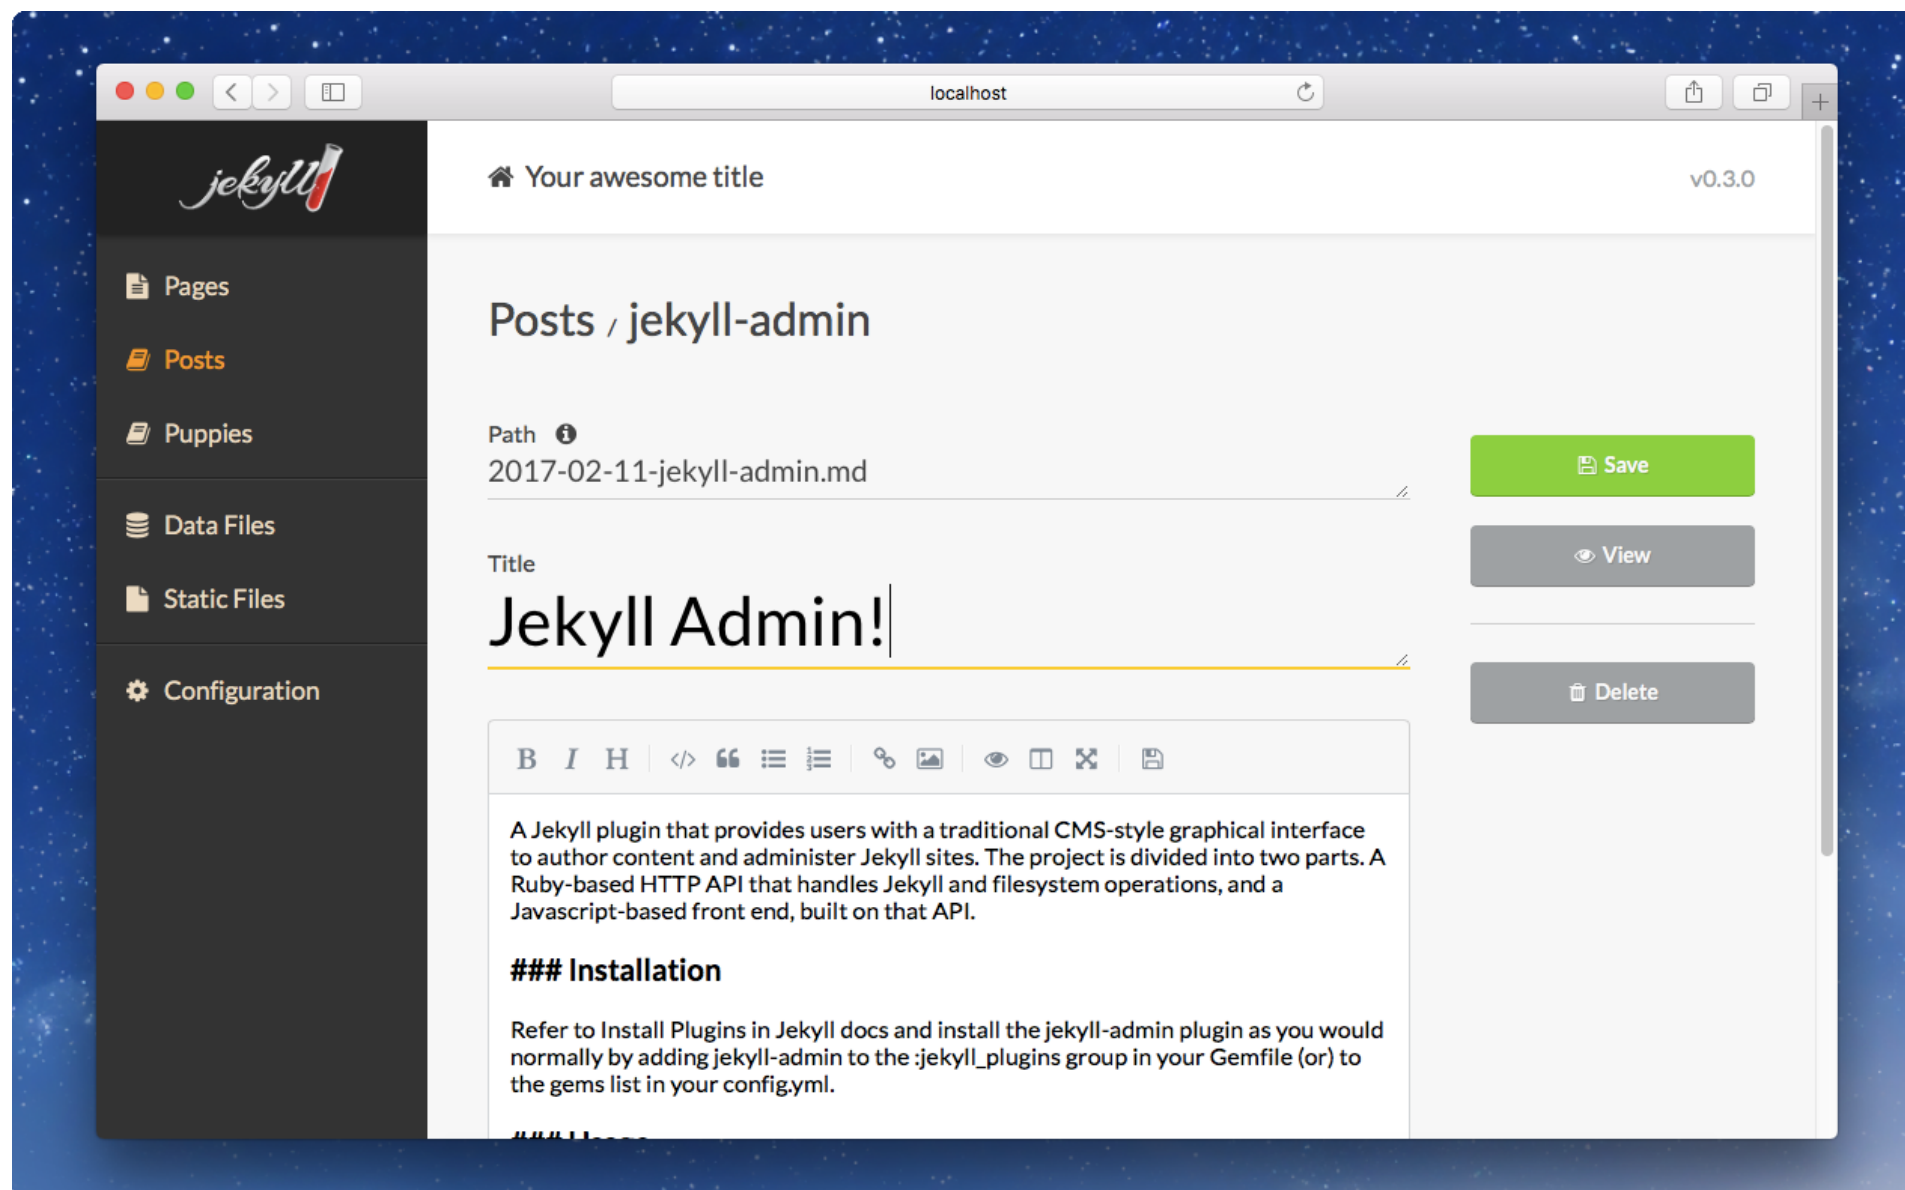 localhost
jekyll
Your awesome title
v0.3.0
Pages
Posts
Puppies
Data Files
Static Files
Configuration
Posts / jekyll-admin
Path
2017-02-11-jekyll-admin.md
Title
Jekyll Admin!
Save
View
Delete
B I H
A Jekyll plugin that provides users with a traditional CMS-style graphical interface
to author content and administer Jekyll sites. The project is divided into two parts. A
Ruby-based HTTP API that handles Jekyll and filesystem operations, and a
Javascript-based front end, built on that API.
### Installation
Refer to Install Plugins in Jekyll docs and install the jekyll-admin plugin as you would
normally by adding jekyll-admin to the :jekyll_plugins group in your Gemfile (or) to
the gems list in your config.yml.
### Usage